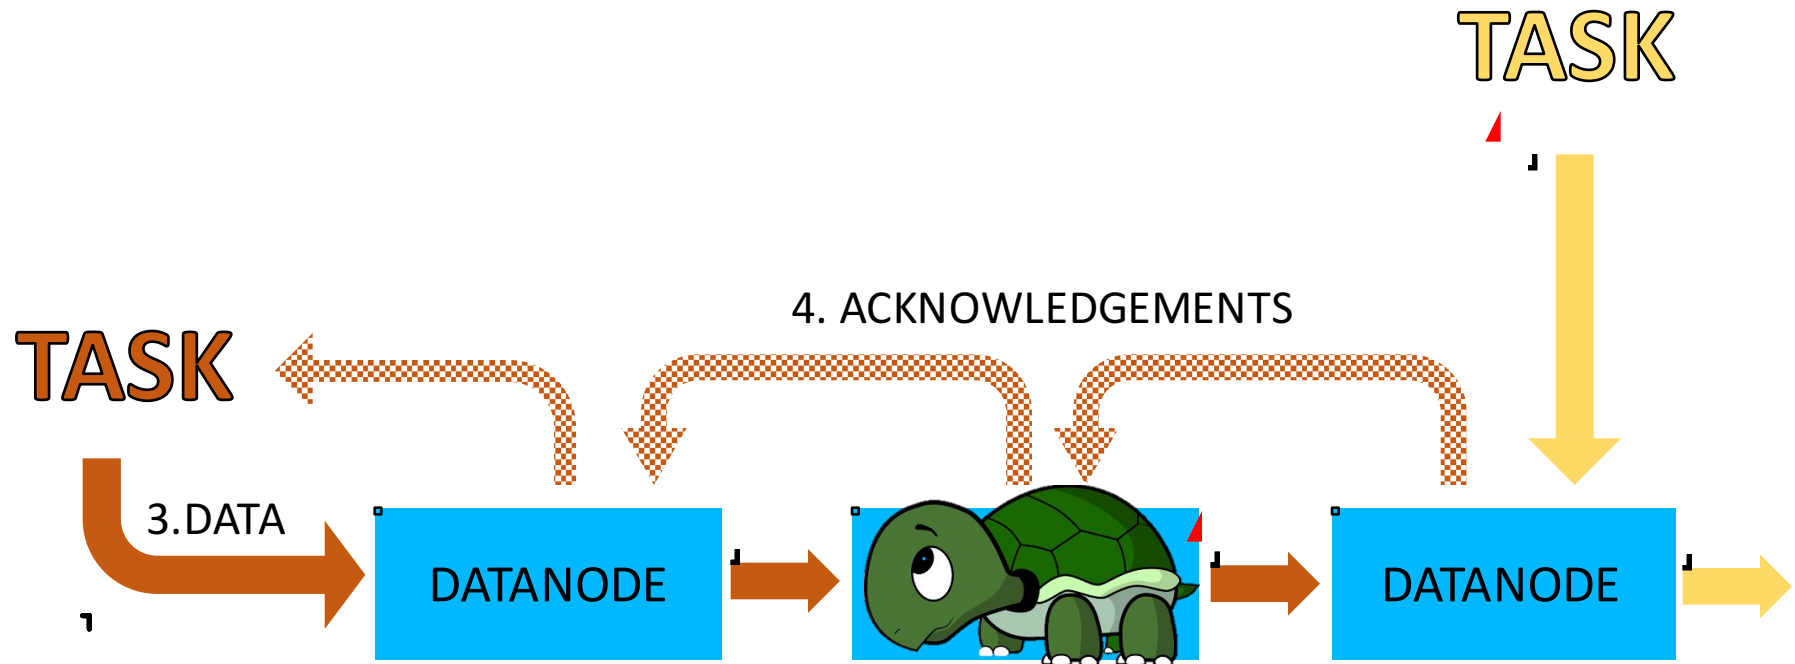 TASK
4. ACKNOWLEDGEMENTS
TASK
3.DATA
DATANODE
DATANODE